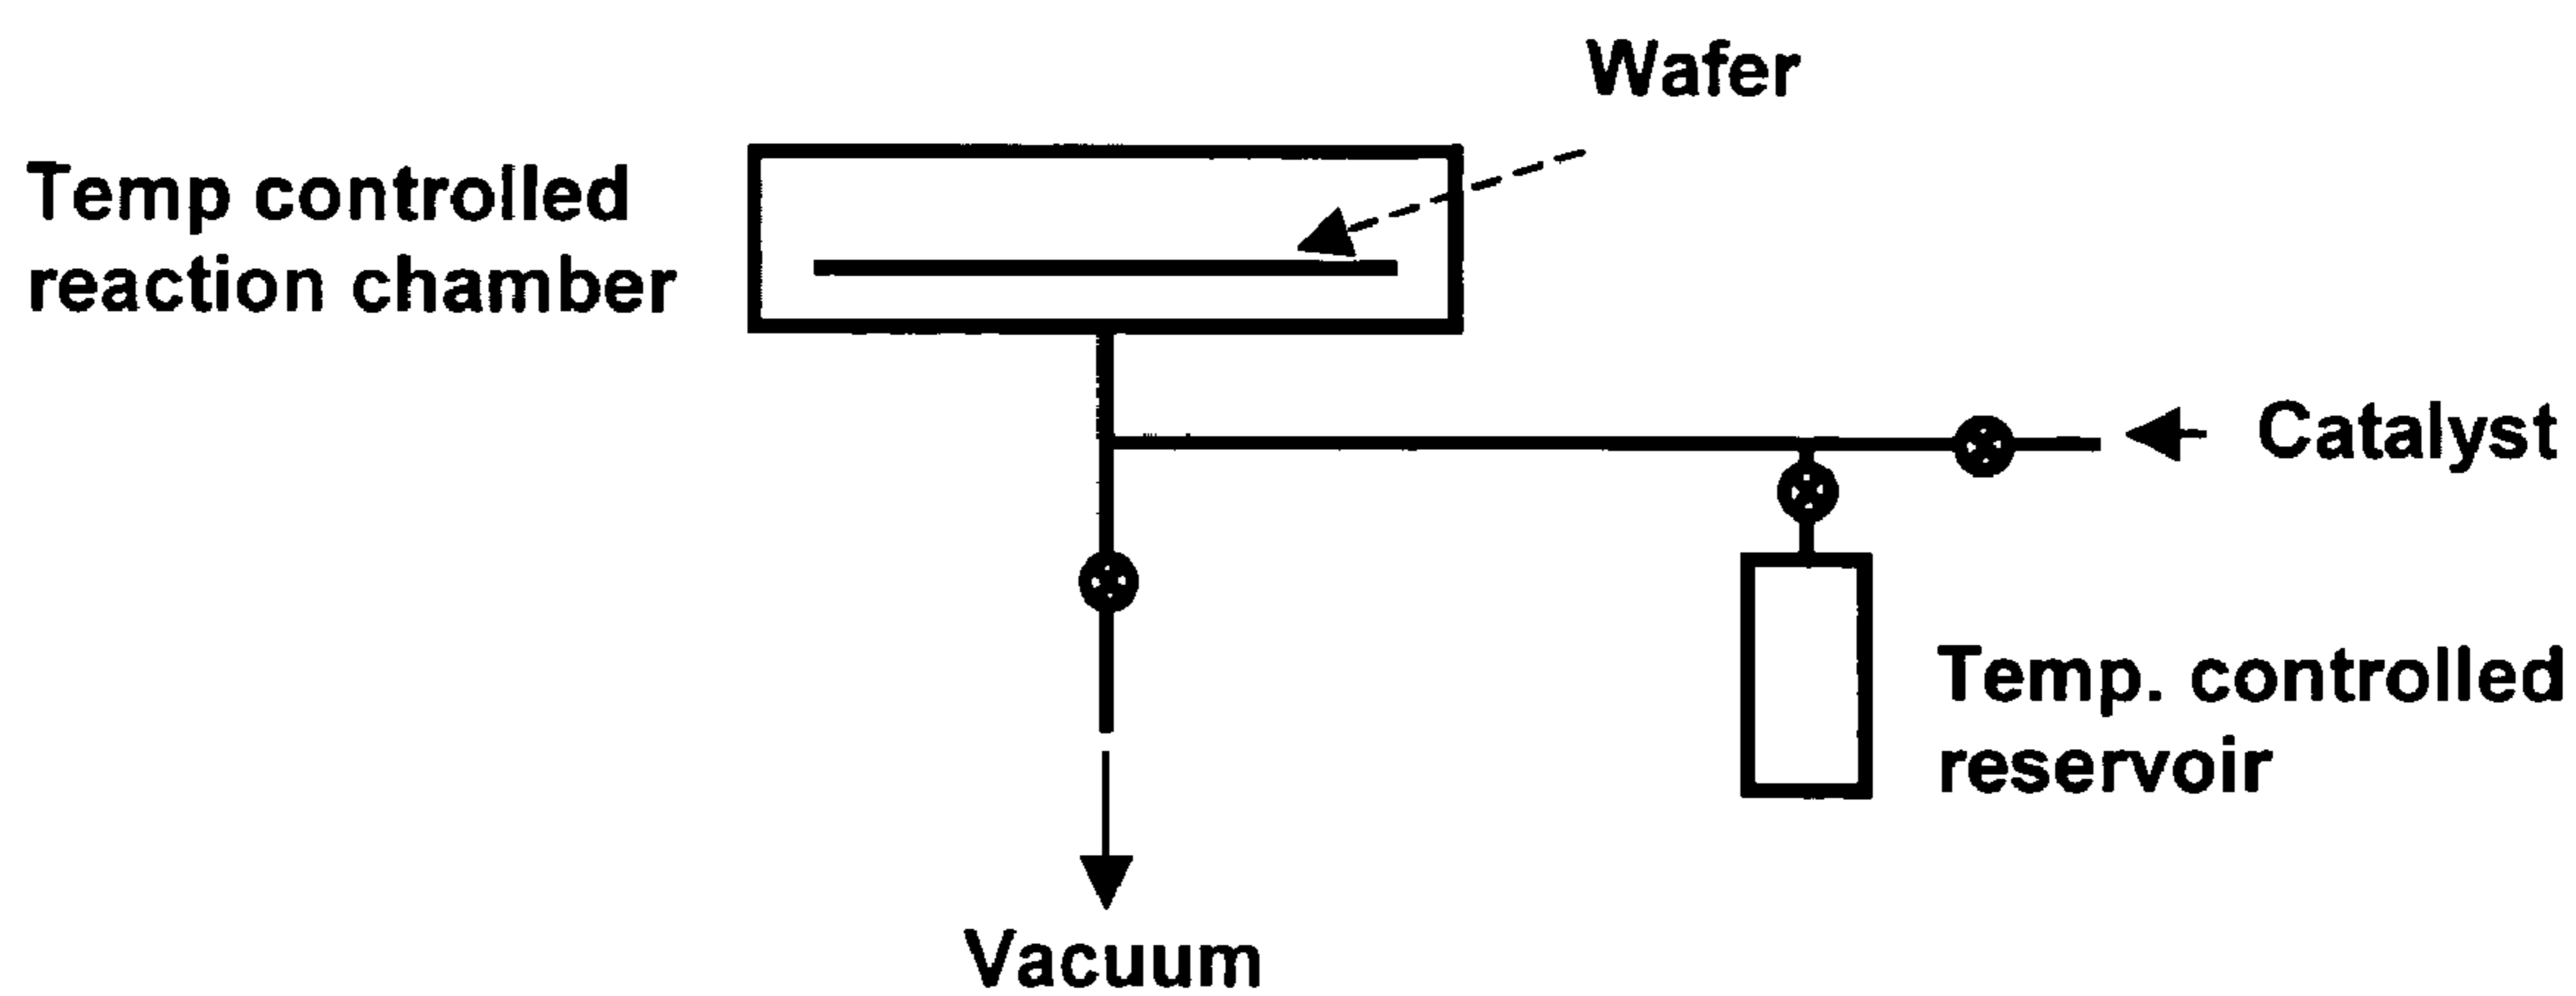 Wafer
Temp controlled
reaction chamber
Catalyst
Temp. controlled
reservoir
Vacuum